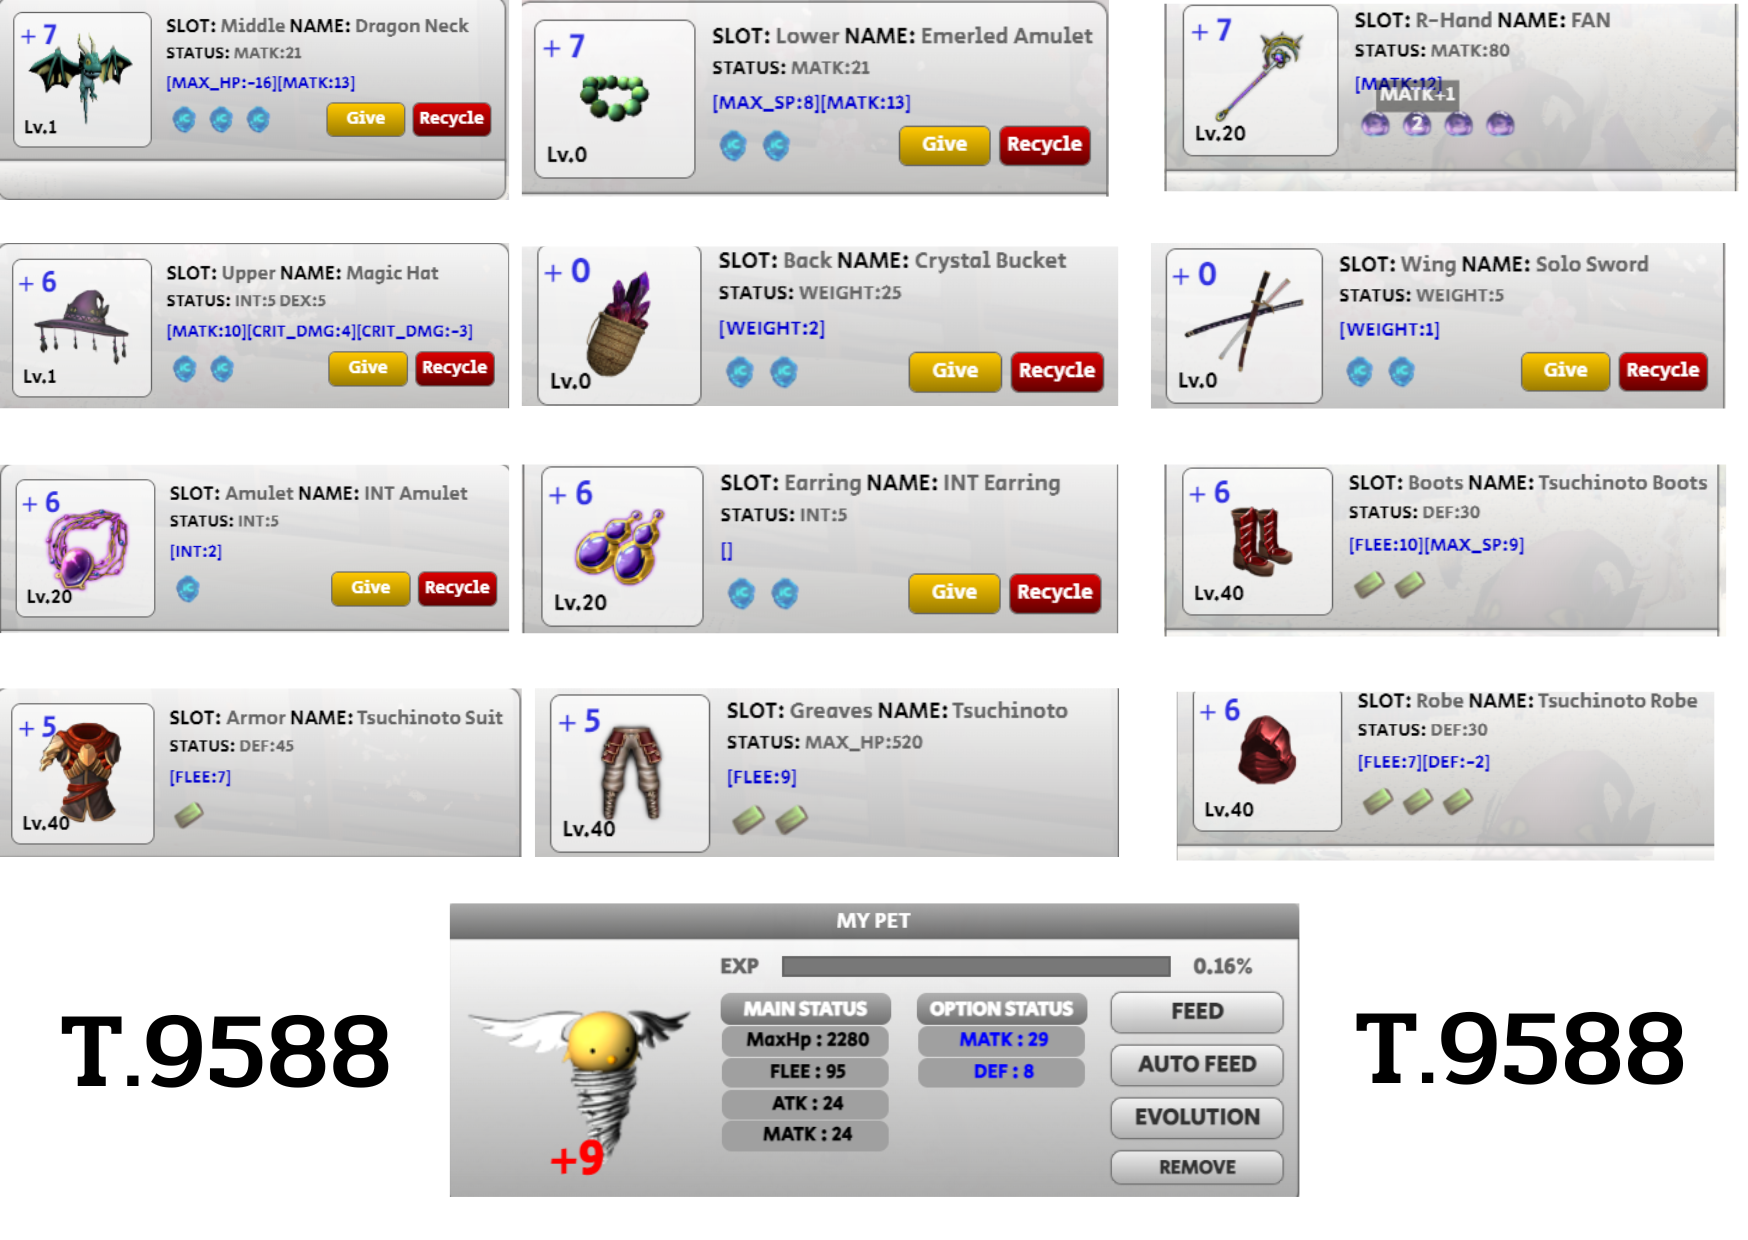 + 7
SLOT: Middle NAME: Dragon Neck
STATUS: MATK:21
[MAX_HP:-16][MATK:13]
Lv.1
Give
Recycle
+ 7
SLOT: Lower NAME: Emerled Amulet
STATUS: MATK:21
[MAX_SP:8][MATK:13]
Lv.0
Give
Recycle
+ 7
SLOT: R-Hand NAME: FAN
STATUS: MATK:80
[MATK:12]
MATK+1
2
Lv.20
+ 6
SLOT: Upper NAME: Magic Hat
STATUS: INT:5 DEX:5
[MATK:10][CRIT_DMG:4][CRIT_DMG:-3]
Lv.1
Give
Recycle
+ 0
SLOT: Back NAME: Crystal Bucket
STATUS: WEIGHT:25
[WEIGHT:2]
Lv.0
Give
Recycle
+ 0
SLOT: Wing NAME: Solo Sword
STATUS: WEIGHT:5
[WEIGHT:1]
Lv.0
Give
Recycle
+ 6
SLOT: Amulet NAME: INT Amulet
STATUS: INT:5
[INT:2]
Lv.20
Give
Recycle
+ 6
SLOT: Earring NAME: INT Earring
STATUS: INT:5
[]
Lv.20
Give
Recycle
+ 6
SLOT: Boots NAME: Tsuchinoto Boots
STATUS: DEF:30
[FLEE:10][MAX_SP:9]
Lv.40
+ 5
SLOT: Armor NAME: Tsuchinoto Suit
STATUS: DEF:45
[FLEE:7]
Lv.40
+ 5
SLOT: Greaves NAME: Tsuchinoto
STATUS: MAX_HP:520
[FLEE:9]
Lv.40
+ 6
SLOT: Robe NAME: Tsuchinoto Robe
STATUS: DEF:30
[FLEE:7][DEF:-2]
Lv.40
T.9588
MY PET
EXP 0.16%
MAIN STATUS
MaxHp : 2280
FLEE : 95
ATK : 24
MATK : 24
OPTION STATUS
MATK : 29
DEF : 8
FEED
AUTO FEED
EVOLUTION
REMOVE
+9
T.9588